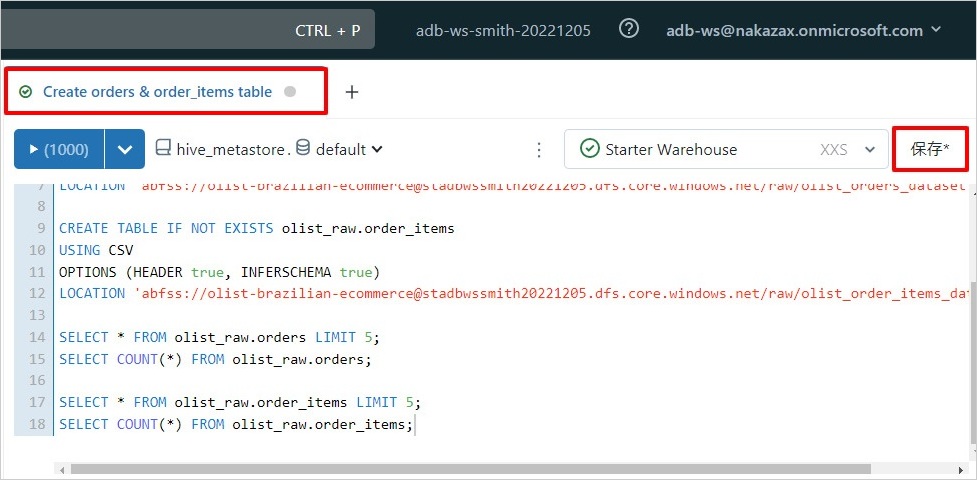 CTRL + P adb-ws-smith-20221205 ? adb-ws@nakazax.onmicrosoft.com
Create orders & order_items table +
(1000) hive_metastore. default Starter Warehouse XXS 保存*
7 LOCATION 'abfss://olist-brazilian-ecommerce@stadbwssmith20221205.dfs.core.windows.net/raw/olist_orders_dataset
8
9 CREATE TABLE IF NOT EXISTS olist_raw.order_items
10 USING CSV
11 OPTIONS (HEADER true, INFERSCHEMA true)
12 LOCATION 'abfss://olist-brazilian-ecommerce@stadbwssmith20221205.dfs.core.windows.net/raw/olist_order_items_dat
13
14 SELECT * FROM olist_raw.orders LIMIT 5;
15 SELECT COUNT(*) FROM olist_raw.orders;
16
17 SELECT * FROM olist_raw.order_items LIMIT 5;
18 SELECT COUNT(*) FROM olist_raw.order_items;